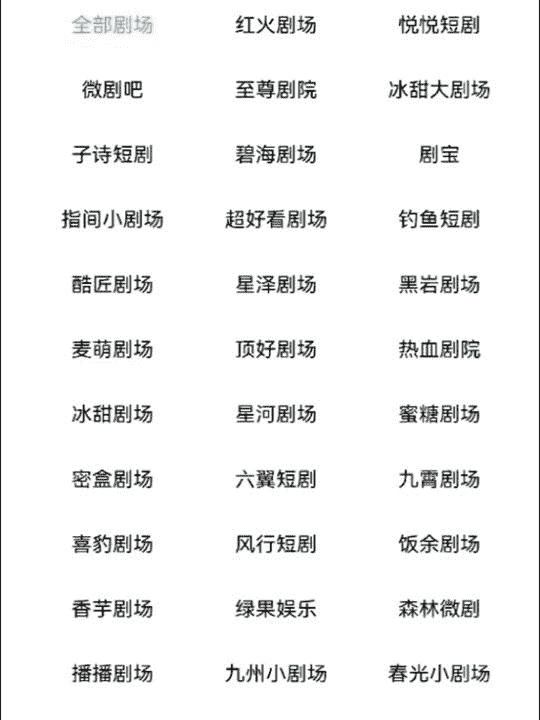 全部剧场 红火剧场 悦悦短剧
微剧吧 至尊剧院 冰甜大剧场
子诗短剧 碧海剧场 剧宝
指间小剧场 超好看剧场 钓鱼短剧
酷匠剧场 星泽剧场 黑岩剧场
麦萌剧场 顶好剧场 热血剧院
冰甜剧场 星河剧场 蜜糖剧场
密盒剧场 六翼短剧 九霄剧场
喜豹剧场 风行短剧 饭余剧场
香芋剧场 绿果娱乐 森林微剧
播播剧场 九州小剧场 春光小剧场